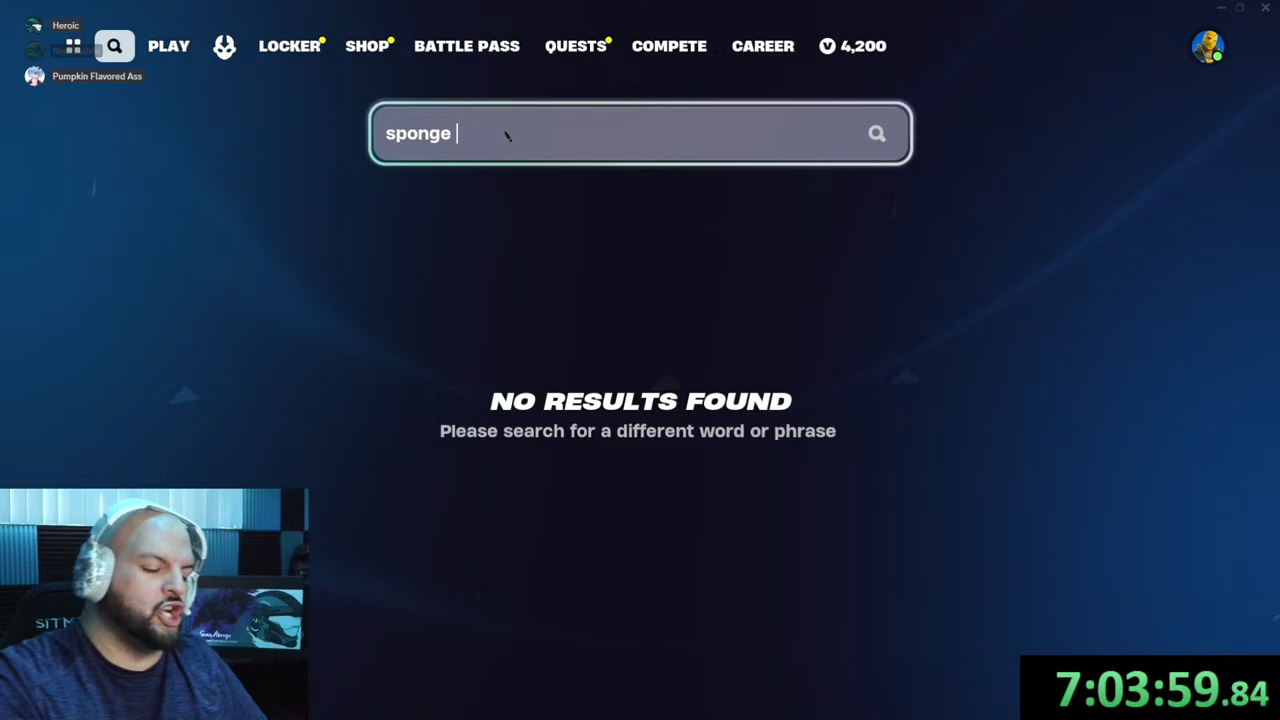 Heroic
PLAY LOCKER SHOP BATTLE PASS QUESTS COMPETE CAREER V 4,200
Pumpkin Flavored Ass
sponge
NO RESULTS FOUND
Please search for a different word or phrase
SITM
7:03:59.84